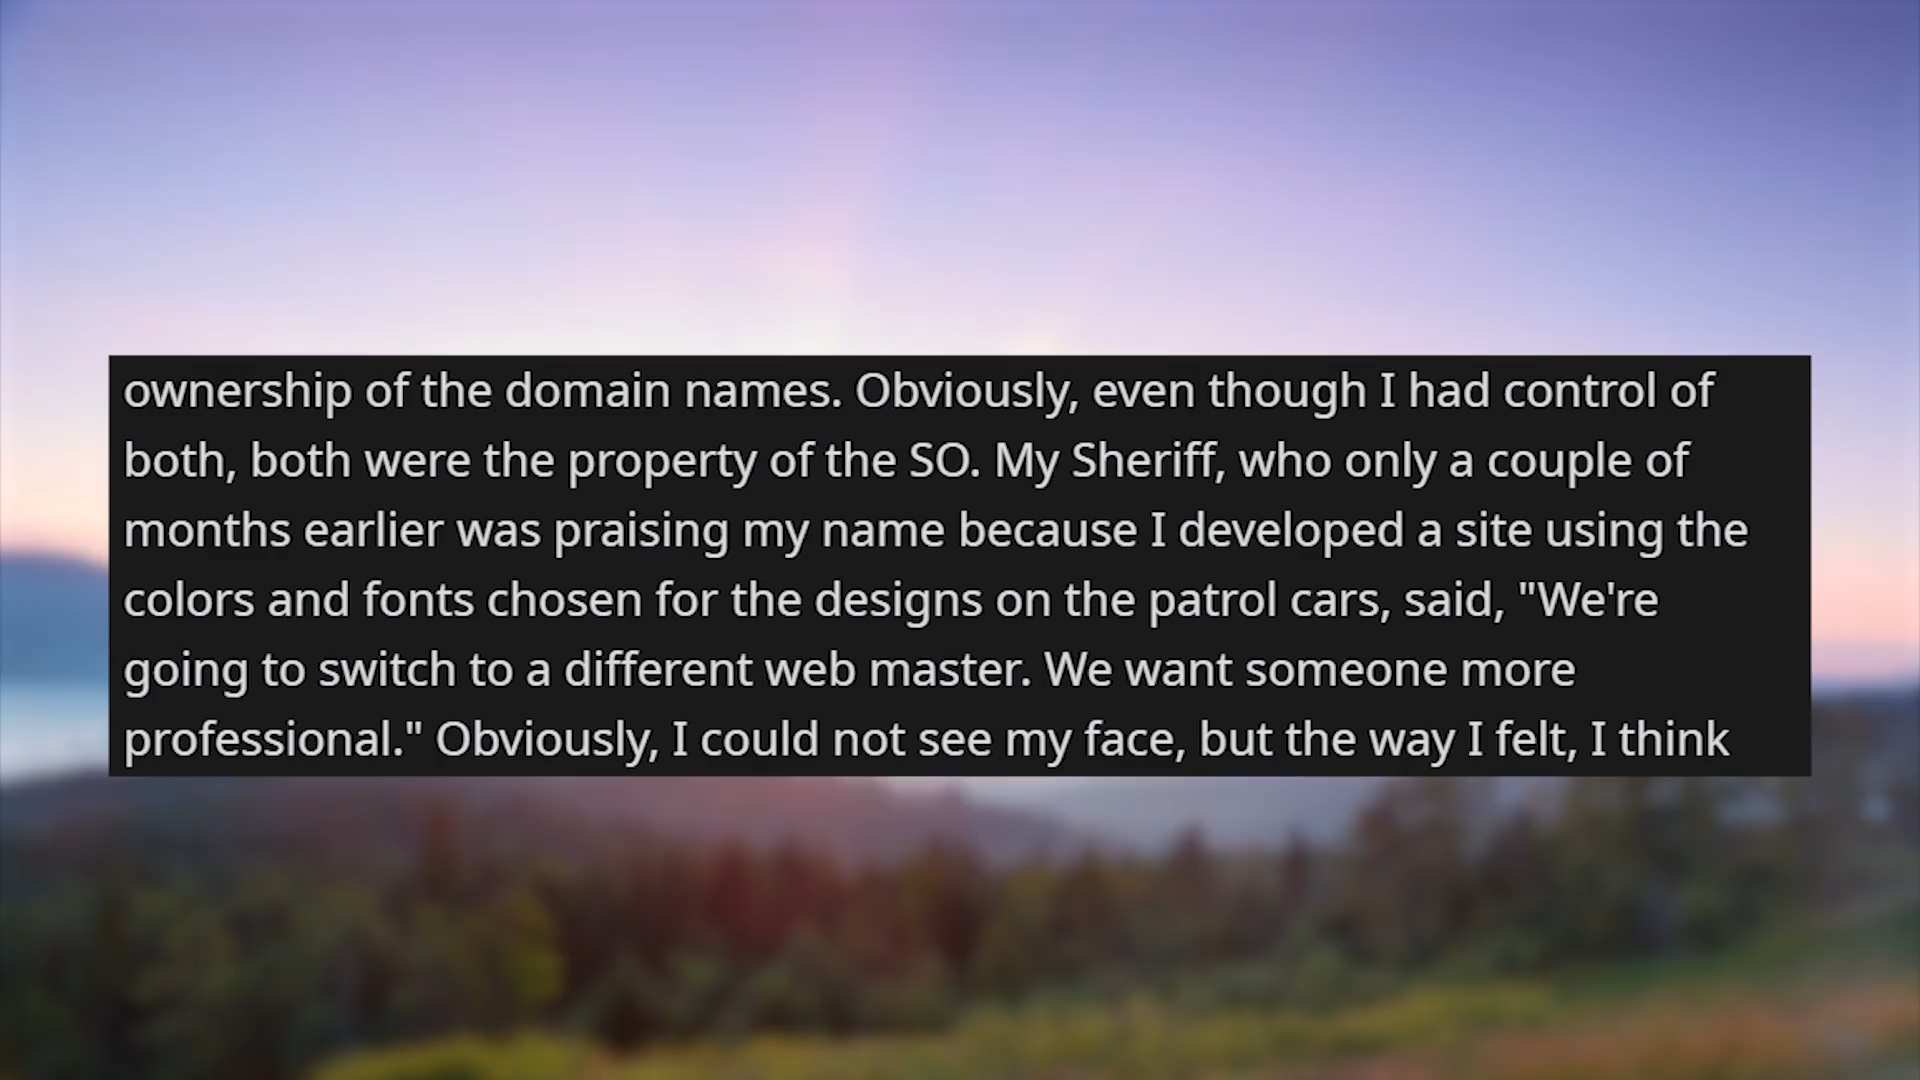 ownership of the domain names. Obviously, even though I had control of
both, both were the property of the SO. My Sheriff, who only a couple of
months earlier was praising my name because I developed a site using the
colors and fonts chosen for the designs on the patrol cars, said, "We're
going to switch to a different web master. We want someone more
professional." Obviously, I could not see my face, but the way I felt, I think